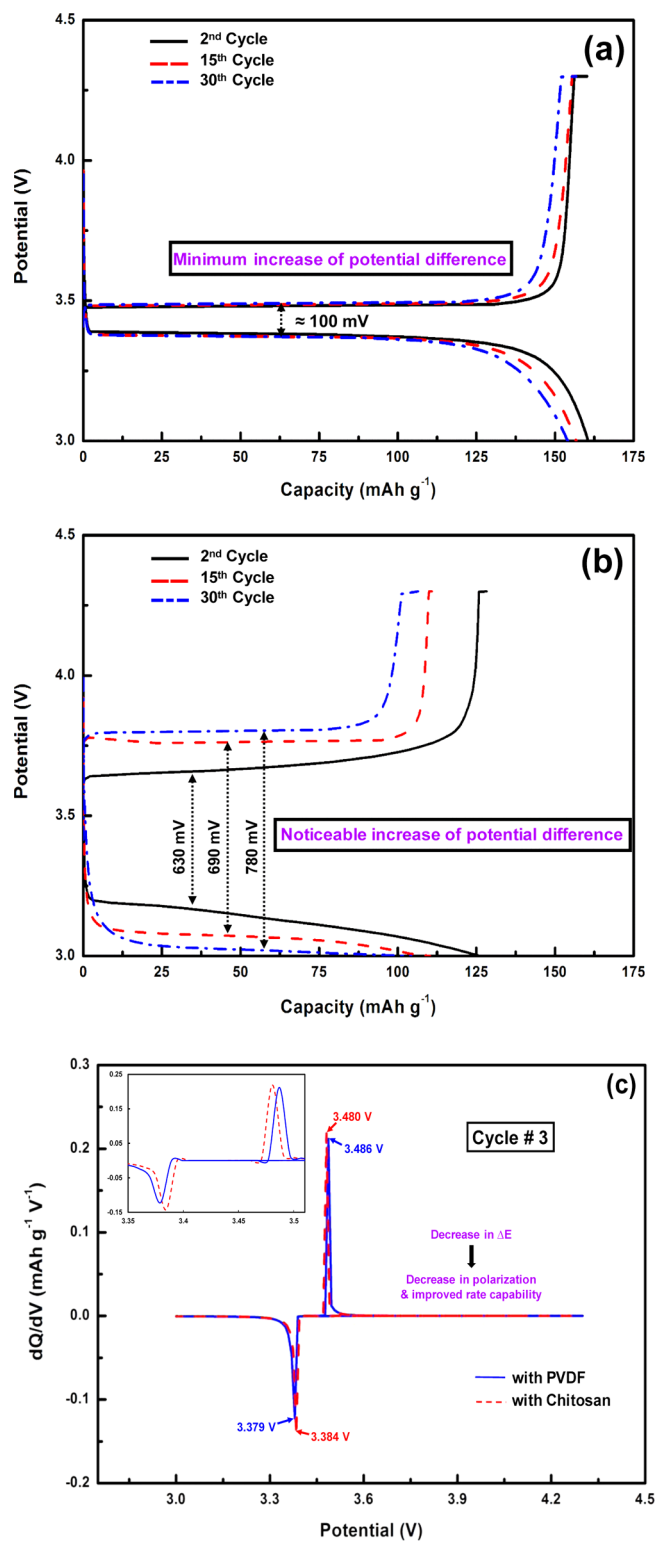 4.5
4.0
3.5
3.0
Potential (V)
2nd Cycle
15th Cycle
30th Cycle
(a)
Minimum increase of potential difference
≈ 100 mV
0 25 50 75 100 125 150 175
Capacity (mAh g-1)
4.5
4.0
3.5
3.0
Potential (V)
2nd Cycle
15th Cycle
30th Cycle
(b)
630 mV
690 mV
780 mV
Noticeable increase of potential difference
0 25 50 75 100 125 150 175
Capacity (mAh g-1)
0.3
0.2
0.1
0.0
-0.1
-0.2
dQ/dV (mAh g-1 V-1)
0.25
0.15
0.05
-0.05
-0.15
3.35 3.4 3.45 3.5
(c)
3.480 V
3.486 V
Cycle # 3
Decrease in ΔE
Decrease in polarization
& improved rate capability
with PVDF
with Chitosan
3.379 V
3.384 V
3.0 3.3 3.6 3.9 4.2 4.5
Potential (V)